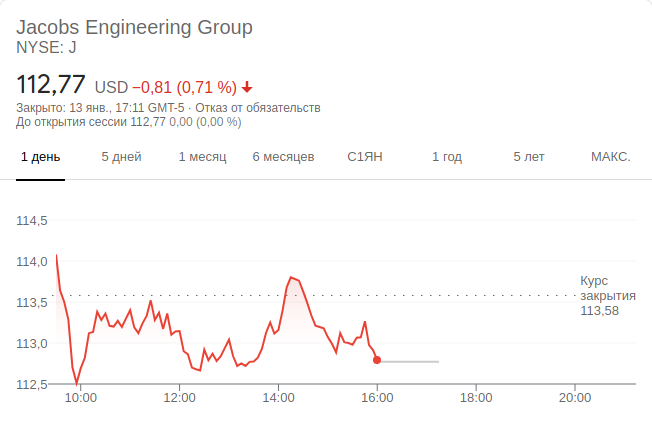 Jacobs Engineering Group
NYSE: J
112,77 USD −0,81 (0,71 %)
Закрыто: 13 янв., 17:11 GMT-5 · Отказ от обязательств
До открытия сессии 112,77 0,00 (0,00 %)
1 день 5 дней 1 месяц 6 месяцев С1ЯН 1 год 5 лет МАКС.
114,5
114,0
Курс
закрытия
113,58
113,5
113,0
112,5
10:00 12:00 14:00 16:00 18:00 20:00